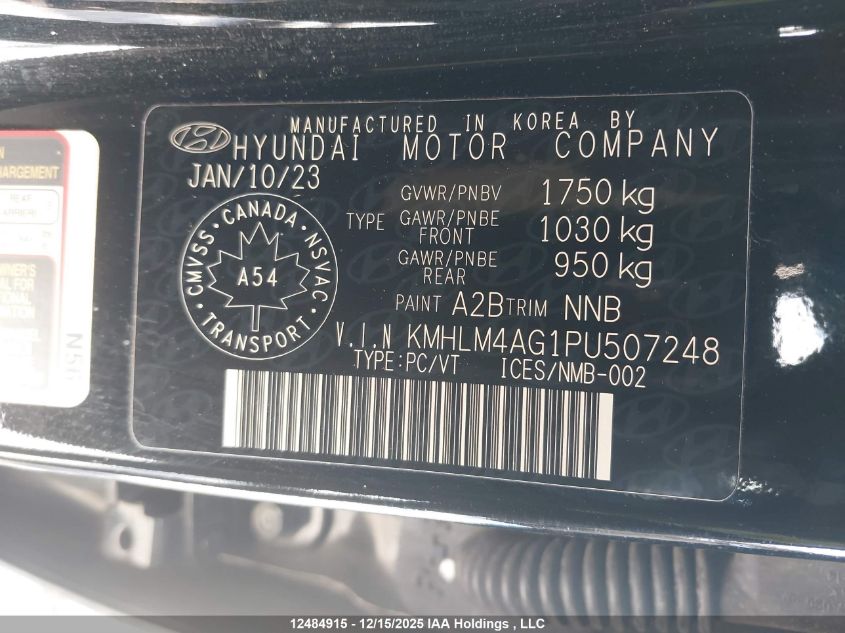 MANUFACTURED IN KOREA BY
HYUNDAI MOTOR COMPANY
JAN/10/23
GVWR/PNBV 1750 kg
TYPE GAWR/PNBE FRONT 1030 kg
GAWR/PNBE REAR 950 kg
PAINT A2B TRIM NNB
CMVSS · CANADA · NSVAC · TRANSPORT ·
A54
V.I.N KMHLM4AG1PU507248
TYPE:PC/VT ICES/NMB-002
12484915 - 12/15/2025 IAA Holdings , LLC